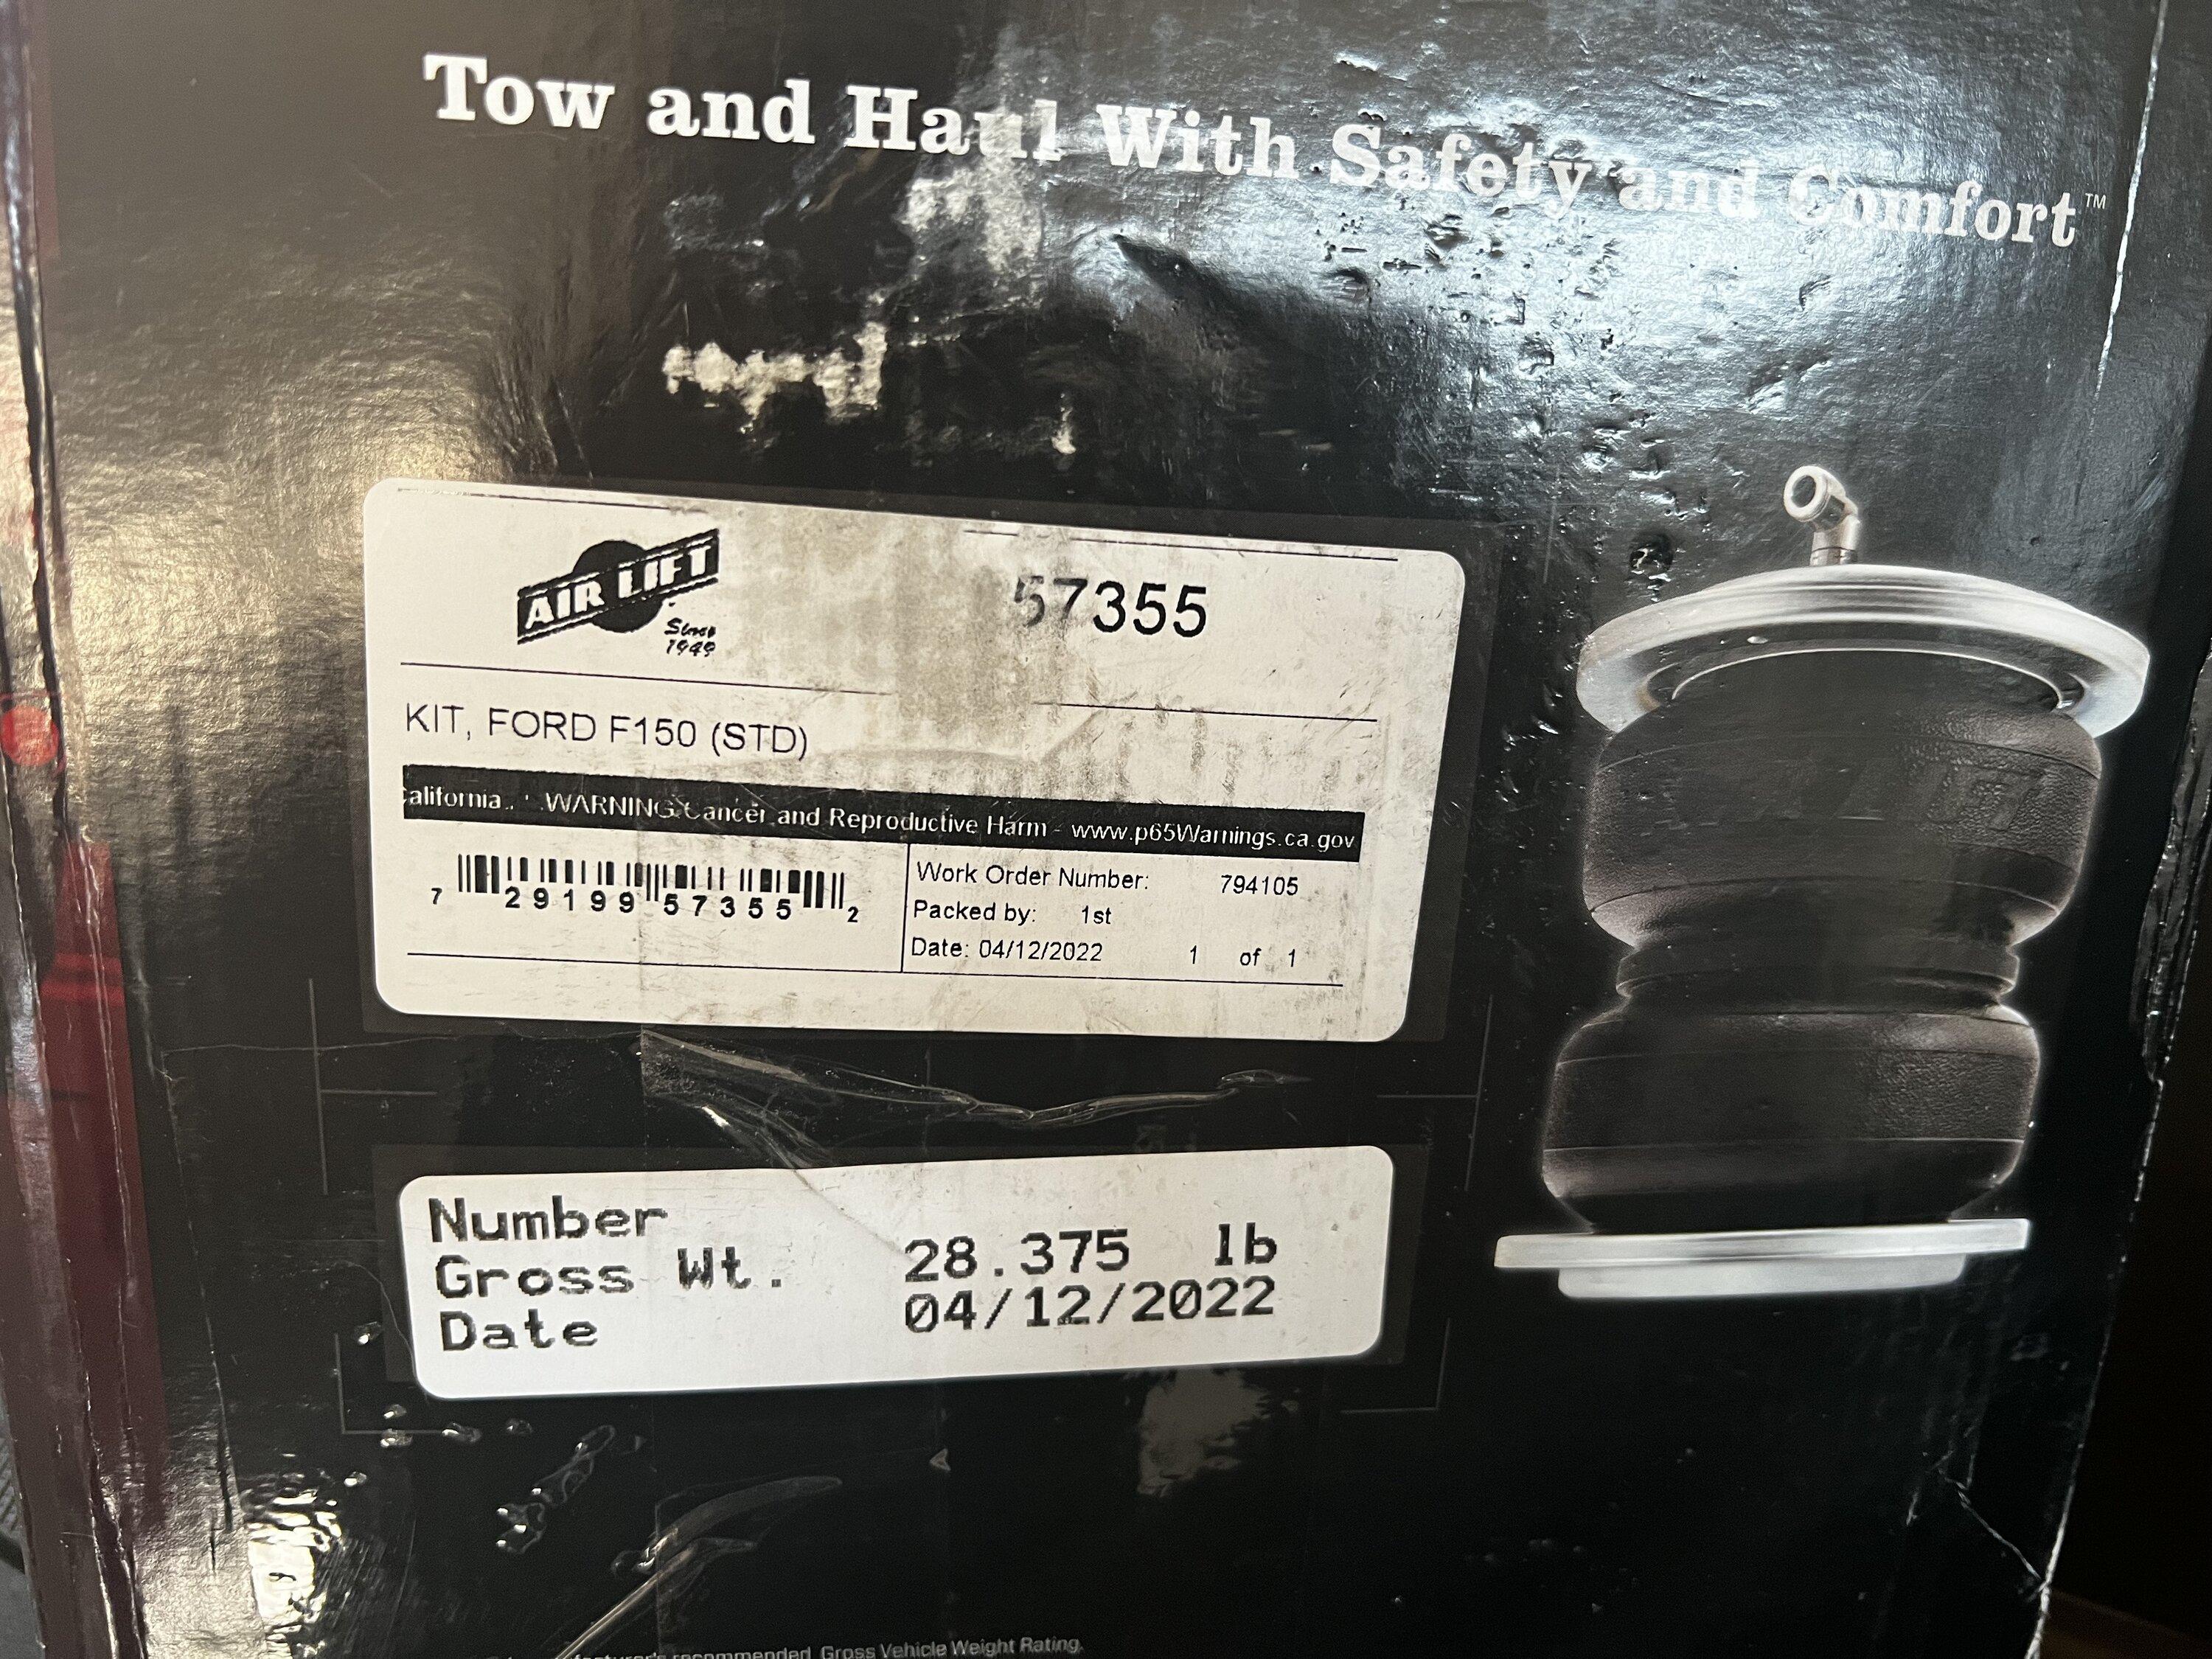 Tow and Haul With Safety and Comfort™
AIR LIFT
Since
1949
57355
KIT, FORD F150 (STD)
alifornia WARNING Cancer and Reproductive Harm - www.p65Warnings.ca.gov
7 29199 57355 2
Work Order Number: 794105
Packed by: 1st
Date: 04/12/2022 1 of 1
Number
Gross Wt. 28.375 lb
Date 04/12/2022
recommended Gross Vehicle Weight Rating.